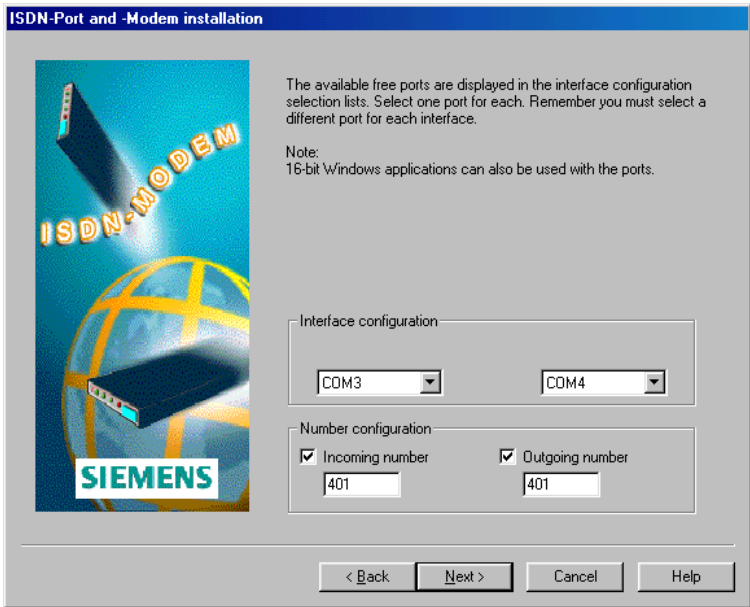 ISDN-Port and -Modem installation
ISDN-MODEM
SIEMENS
The available free ports are displayed in the interface configuration
selection lists. Select one port for each. Remember you must select a
different port for each interface.
Note:
16-bit Windows applications can also be used with the ports.
Interface configuration
COM3 COM4
Number configuration
Incoming number Outgoing number
401 401
< Back Next > Cancel Help